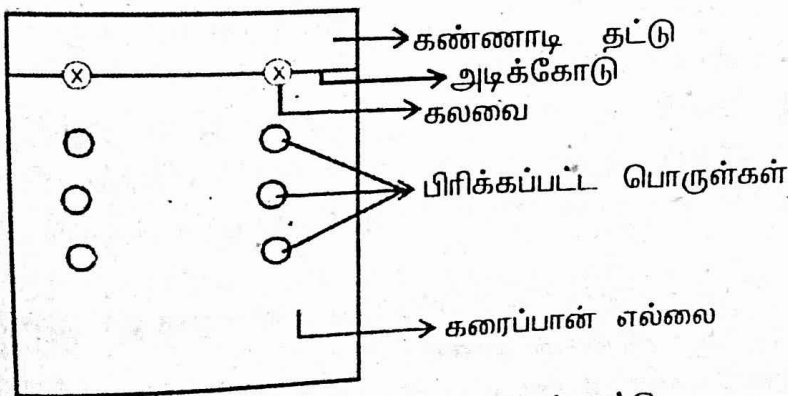 கண்ணாடி தட்டு
அடிக்கோடு
கலவை
பிரிக்கப்பட்ட பொருள்கள்
கரைப்பான் எல்லை
X X